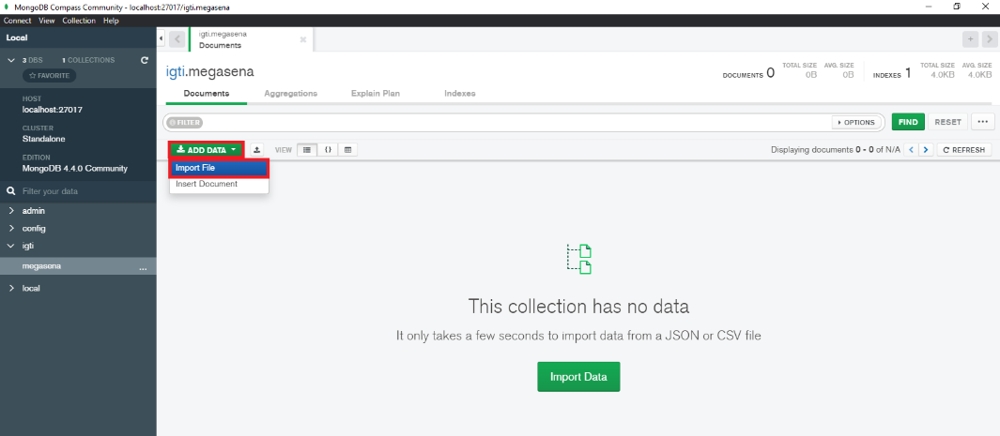 MongoDB Compass Community - localhost:27017/igti.megasena
Connect View Collection Help
Local
3 DBS 1 COLLECTIONS
FAVORITE
HOST
localhost:27017
CLUSTER
Standalone
EDITION
MongoDB 4.4.0 Community
Filter your data
admin
config
igti
megasena ...
local
igti.megasena
Documents
igti.megasena
DOCUMENTS 0 TOTAL SIZE 0B AVG. SIZE 0B INDEXES 1 TOTAL SIZE 4.0KB AVG. SIZE 4.0KB
Documents Aggregations Explain Plan Indexes
FILTER OPTIONS FIND RESET ...
ADD DATA VIEW {} Displaying documents 0 - 0 of N/A < > REFRESH
Import File
Insert Document
This collection has no data
It only takes a few seconds to import data from a JSON or CSV file
Import Data